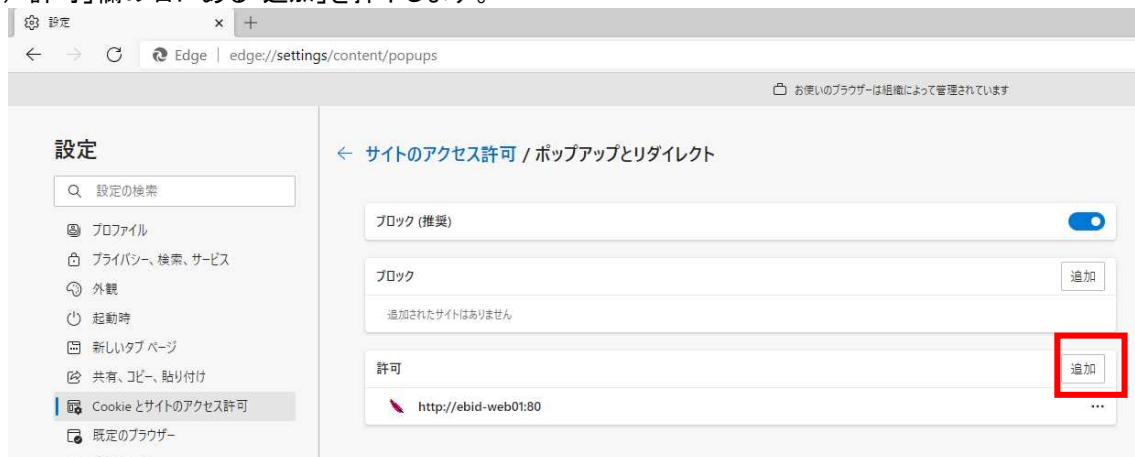 許可」欄の右にある「追加」を押下します。
設定
Edge | edge://settings/content/popups
お使いのブラウザーは組織によって管理されています
設定
設定の検索
プロファイル
プライバシー、検索、サービス
外観
起動時
新しいタブ ページ
共有、コピー、貼り付け
Cookie とサイトのアクセス許可
既定のブラウザー
サイトのアクセス許可 / ポップアップとリダイレクト
ブロック (推奨)
ブロック
追加
追加されたサイトはありません
許可
追加
http://ebid-web01:80